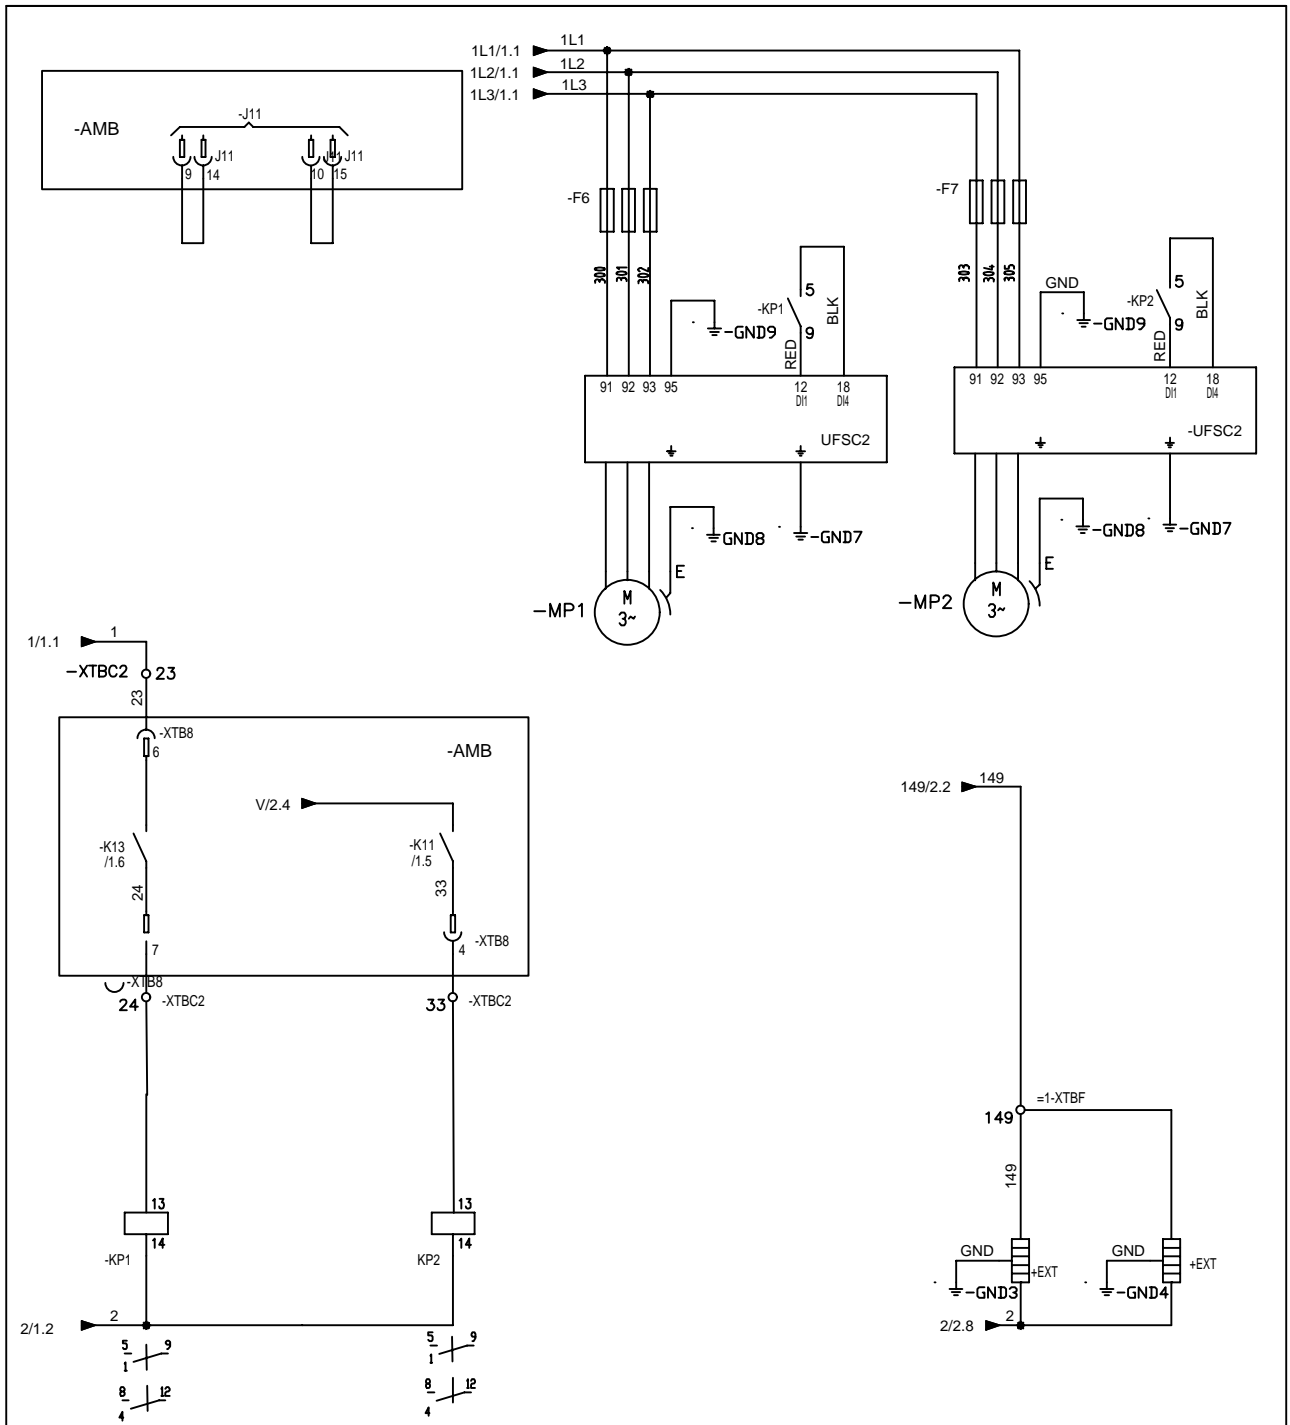 1L1/1.1 1L1
1L2/1.1 1L2
1L3/1.1 1L3
-AMB
-J11
J11 J11 J11
9 14 10 15
-F6
-F7
300 301 302
303 304 305
-GND9
-KP1
5
9
RED
BLK
GND
-GND9
-KP2
5
9
RED
BLK
91 92 93 95 12 18
DI1 DI4
UFSC2
91 92 93 95 12 18
DI1 DI4
-UFSC2
GND8
-GND7
E
-MP1
M
3~
-GND8
-GND7
E
-MP2
M
3~
1/1.1 1
-XTBC2 23
23
-XTB8
6
-AMB
V/2.4
-K13
/1.6
-K11
/1.5
24
33
7
4 -XTB8
-XTB8
24 -XTBC2
33 -XTBC2
149/2.2 149
=1-XTBF
149
149
13
14
-KP1
13
14
KP2
GND
+EXT
-GND3
GND
+EXT
-GND4
2/1.2 2
2/2.8 2
5 9
1
8 12
4
5 9
1
8 12
4